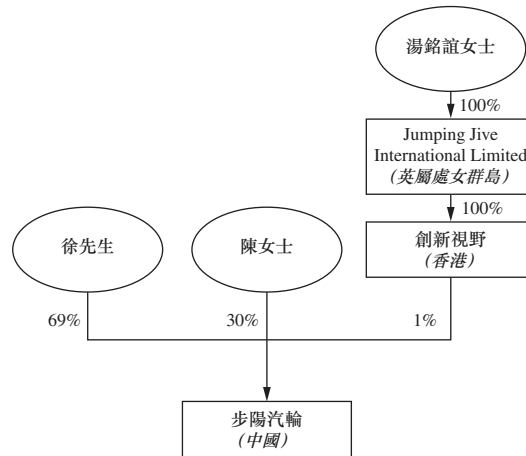 湯銘誼女士
100%
Jumping Jive
International Limited
(英屬處女群島)
100%
徐先生
陳女士
創新視野
(香港)
69%
30%
1%
步陽汽輪
(中國)